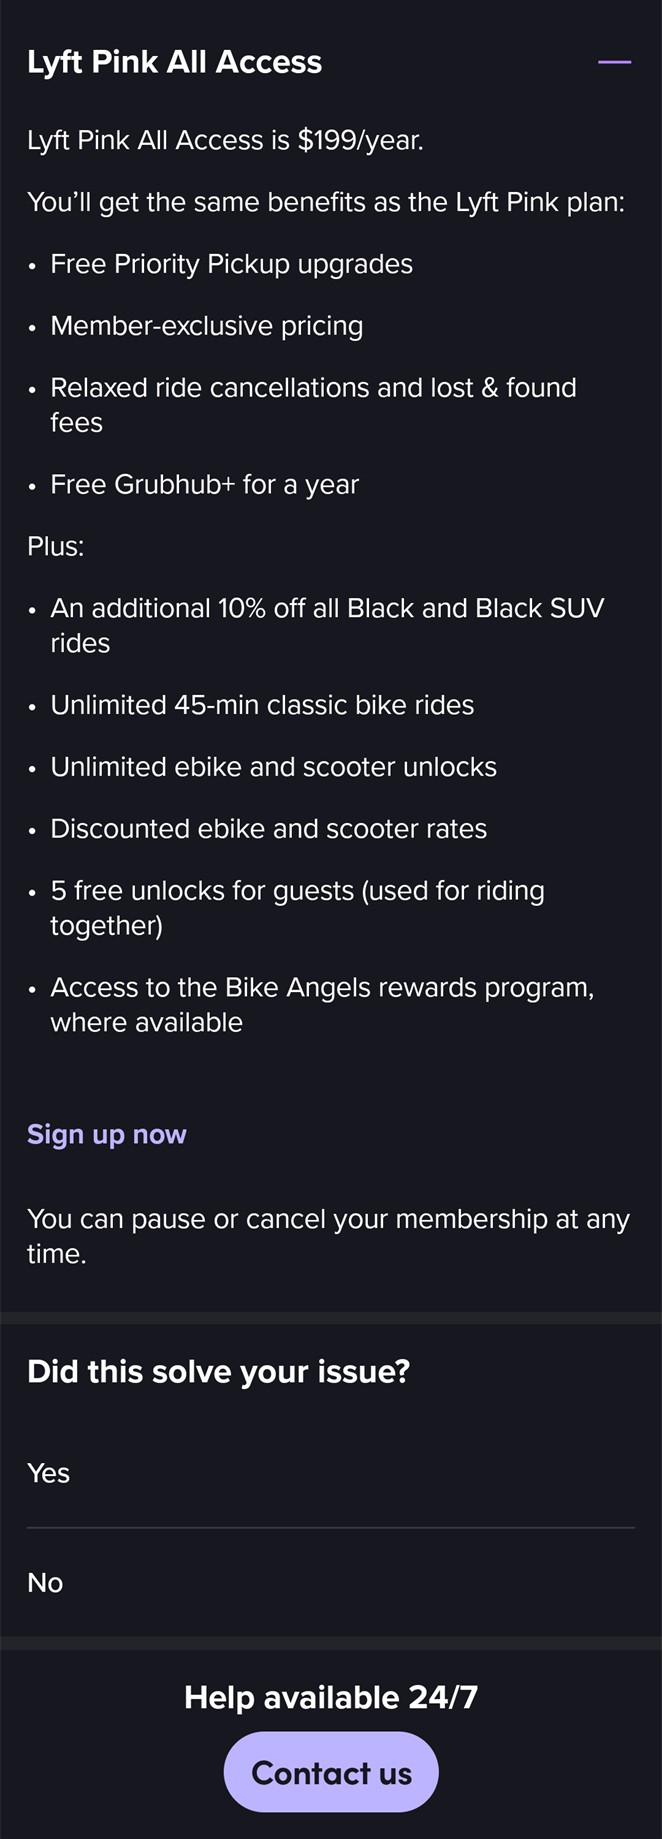 Lyft Pink All Access
Lyft Pink All Access is $199/year.
You’ll get the same benefits as the Lyft Pink plan:
• Free Priority Pickup upgrades
• Member-exclusive pricing
• Relaxed ride cancellations and lost & found
fees
• Free Grubhub+ for a year
Plus:
• An additional 10% off all Black and Black SUV
rides
• Unlimited 45-min classic bike rides
• Unlimited ebike and scooter unlocks
• Discounted ebike and scooter rates
• 5 free unlocks for guests (used for riding
together)
• Access to the Bike Angels rewards program,
where available
Sign up now
You can pause or cancel your membership at any
time.
Did this solve your issue?
Yes
No
Help available 24/7
Contact us